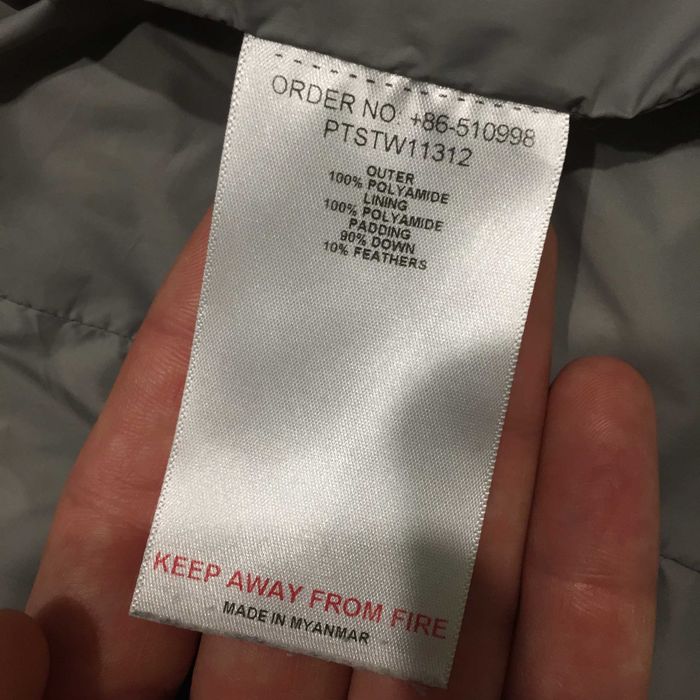 ORDER NO. +86-510998
PTSTW11312
OUTER
100% POLYAMIDE
LINING
100% POLYAMIDE
PADDING
90% DOWN
10% FEATHERS
KEEP AWAY FROM FIRE
MADE IN MYANMAR